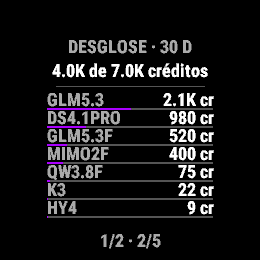 DESGLOSE · 30 D
4.0K de 7.0K créditos
GLM5.3 2.1K cr
DS4.1PRO 980 cr
GLM5.3F 520 cr
MIMO2F 400 cr
QW3.8F 75 cr
K3 22 cr
HY4 9 cr
1/2 · 2/5